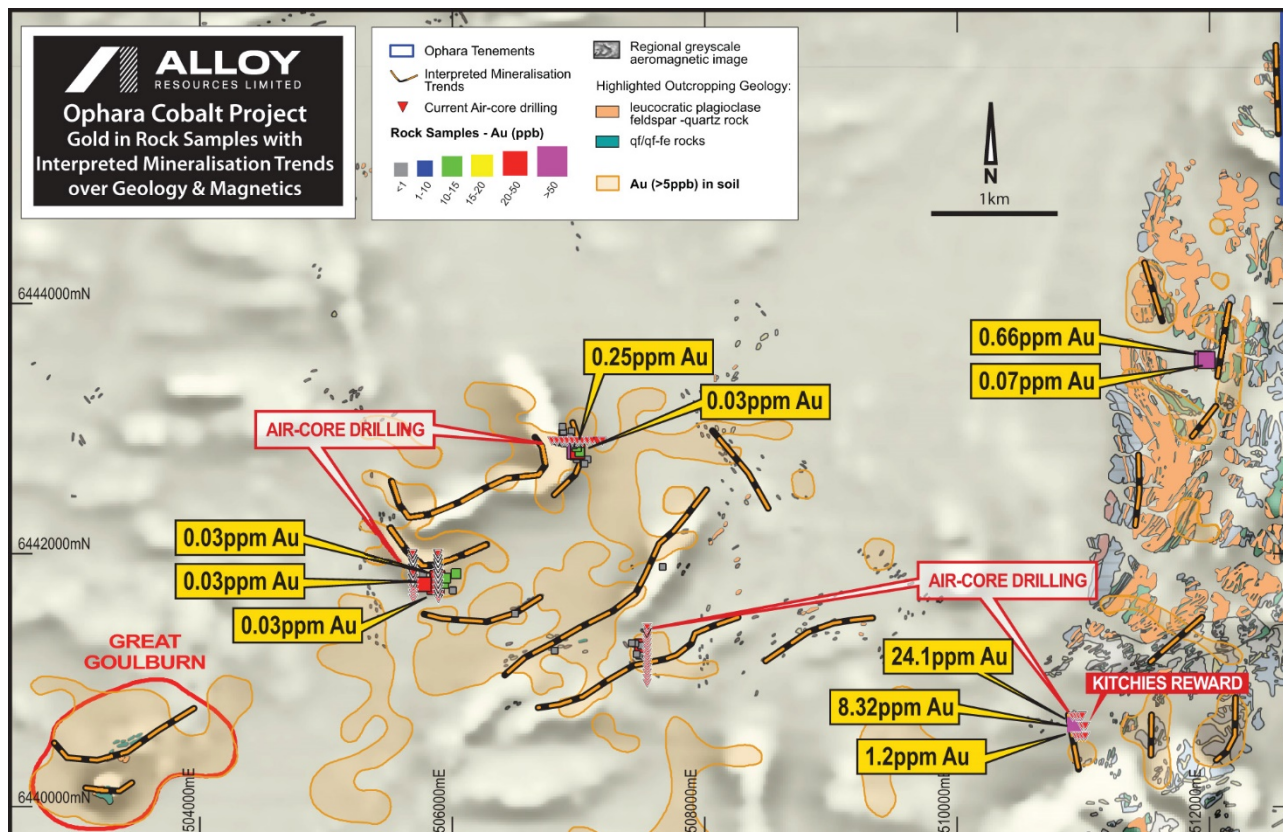 ALLOY
RESOURCES LIMITED
Ophara Cobalt Project
Gold in Rock Samples with
Interpreted Mineralisation Trends
over Geology & Magnetics
Ophara Tenements
Interpreted Mineralisation
Trends
Current Air-core drilling
Rock Samples - Au (ppb)
<1
1-10
10-15
15-20
20-50
>50
Regional greyscale
aeromagnetic image
Highlighted Outcropping Geology:
leucocratic plagioclase
feldspar -quartz rock
qf/qf-fe rocks
Au (>5ppb) in soil
N
1km
6444000mN
0.66ppm Au
0.07ppm Au
0.25ppm Au
0.03ppm Au
AIR-CORE DRILLING
6442000mN
0.03ppm Au
0.03ppm Au
0.03ppm Au
AIR-CORE DRILLING
GREAT
GOULBURN
24.1ppm Au
KITCHIES REWARD
8.32ppm Au
1.2ppm Au
6440000mN
504000mE
506000mE
508000mE
510000mE
512000mE